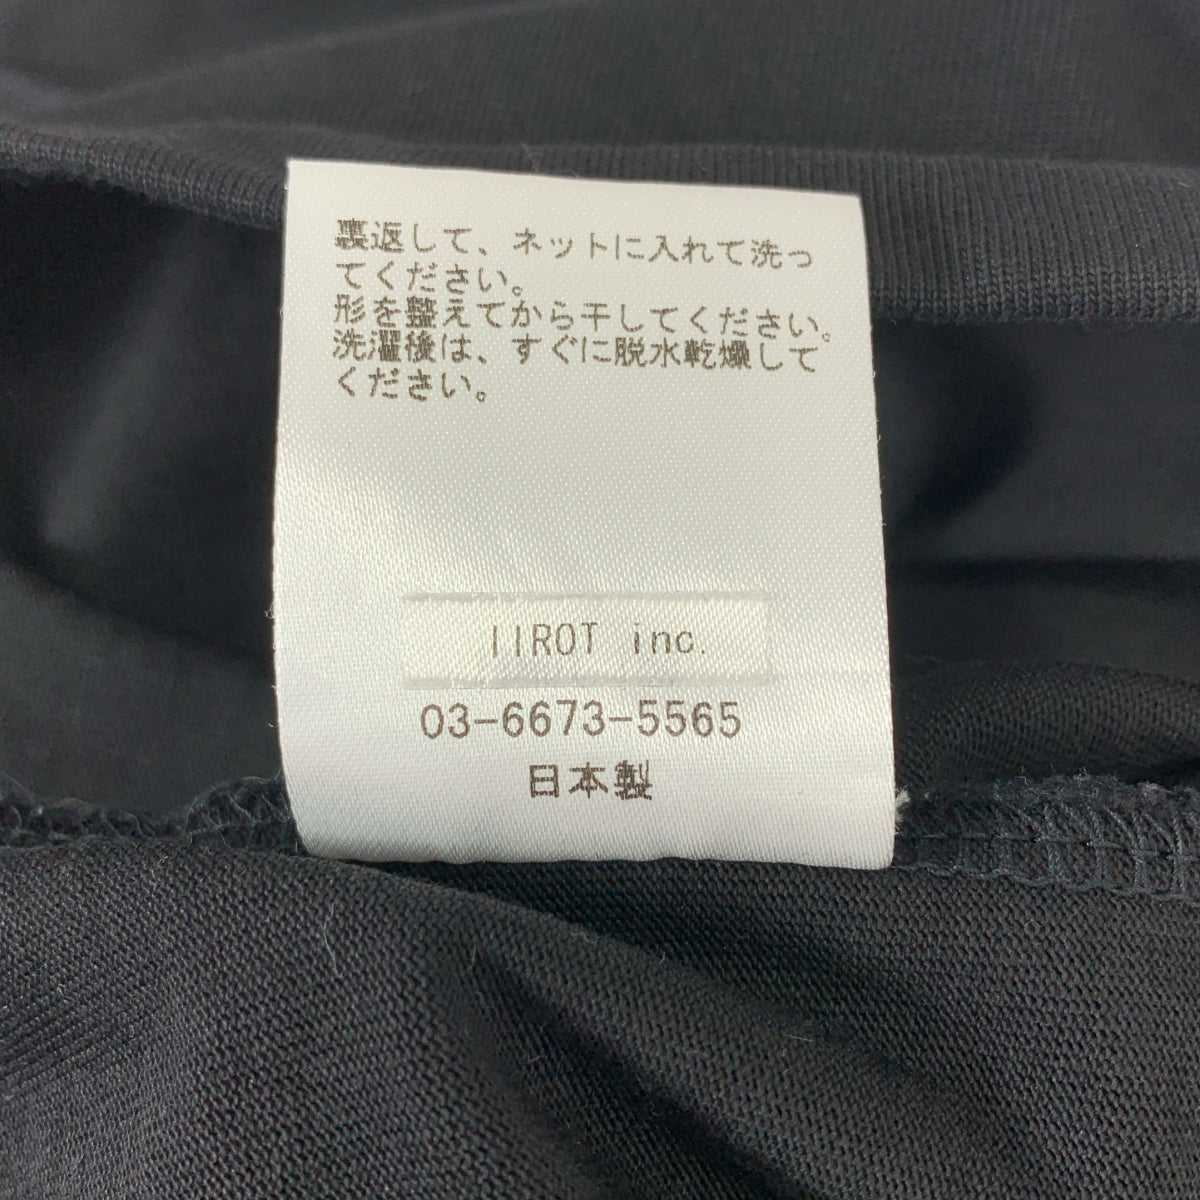 裏返して、ネットに入れて洗っ
てください。
形を整えてから干してください。
洗濯後は、すぐに脱水乾燥して
ください。
IIROT inc.
03-6673-5565
日本製